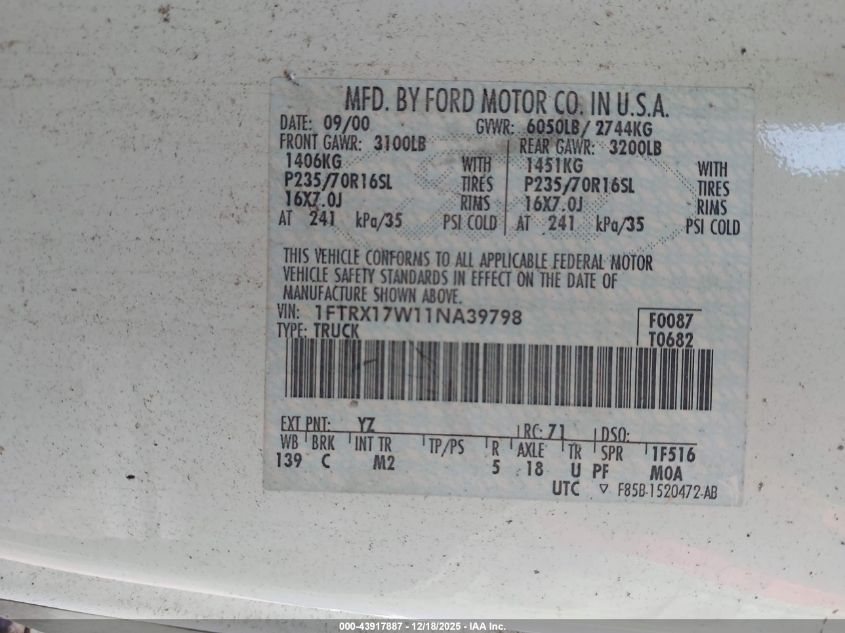 MFD. BY FORD MOTOR CO. IN U.S.A.
DATE: 09/00 GVWR: 6050LB/ 2744KG
FRONT GAWR: 3100LB REAR GAWR: 3200LB
1406KG WITH 1451KG WITH
P235/70R16SL TIRES P235/70R16SL TIRES
16X7.0J RIMS 16X7.0J RIMS
AT 241 kPa/35 PSI COLD AT 241 kPa/35 PSI COLD
THIS VEHICLE CONFORMS TO ALL APPLICABLE FEDERAL MOTOR
VEHICLE SAFETY STANDARDS IN EFFECT ON THE DATE OF
MANUFACTURE SHOWN ABOVE.
VIN: 1FTRX17W11NA39798 F0087
TYPE: TRUCK T0682
EXT PNT: YZ RC: 71 DSO:
WB BRK INT TR TP/PS R AXLE TR SPR 1F516
139 C M2 5 18 U PF M0A
UTC ▽ F85B-1520472-AB
000-43917887 - 12/18/2025 - IAA Inc.